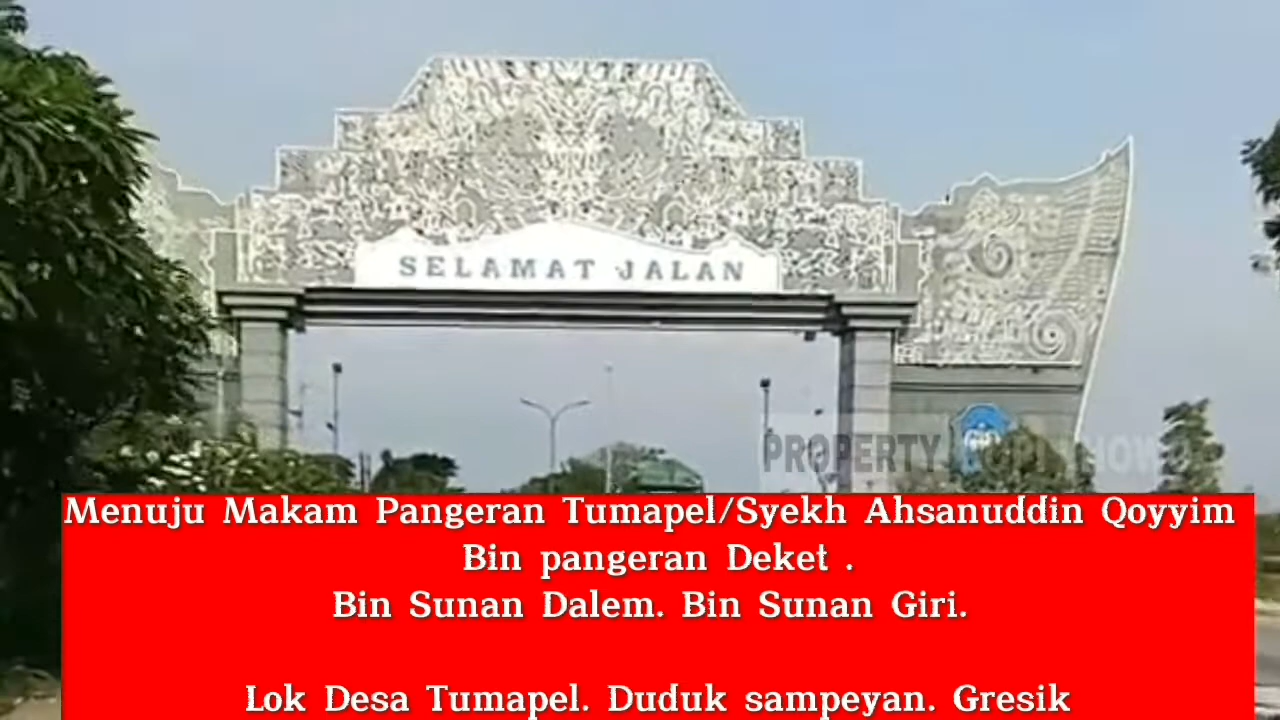 SELAMAT JALAN
PROPERTY
Menuju Makam Pangeran Tumapel/Syekh Ahsanuddin Qoyyim
Bin pangeran Deket .
Bin Sunan Dalem. Bin Sunan Giri.
Lok Desa Tumapel. Duduk sampeyan. Gresik